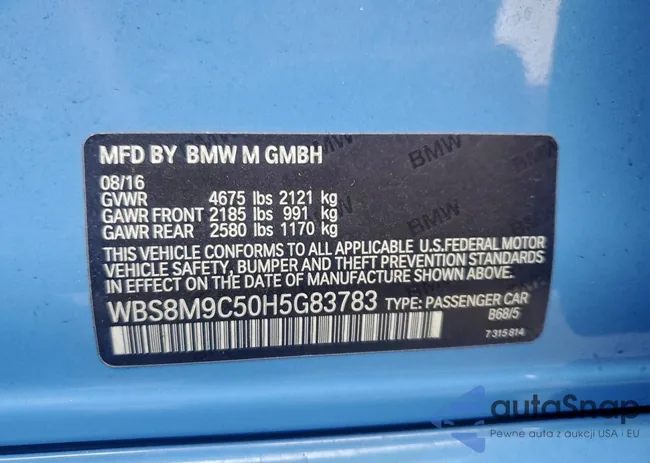 MFD BY BMW M GMBH
08/16
GVWR 4675 lbs 2121 kg
GAWR FRONT 2185 lbs 991 kg
GAWR REAR 2580 lbs 1170 kg
THIS VEHICLE CONFORMS TO ALL APPLICABLE U.S.FEDERAL MOTOR
VEHICLE SAFETY, BUMPER AND THEFT PREVENTION STANDARDS
IN EFFECT ON THE DATE OF MANUFACTURE SHOWN ABOVE.
WBS8M9C50H5G83783 TYPE: PASSENGER CAR
B68/5
7315814
BMW
BMW
BMW
autoSnap
Pewne auta z aukcji USA i EU